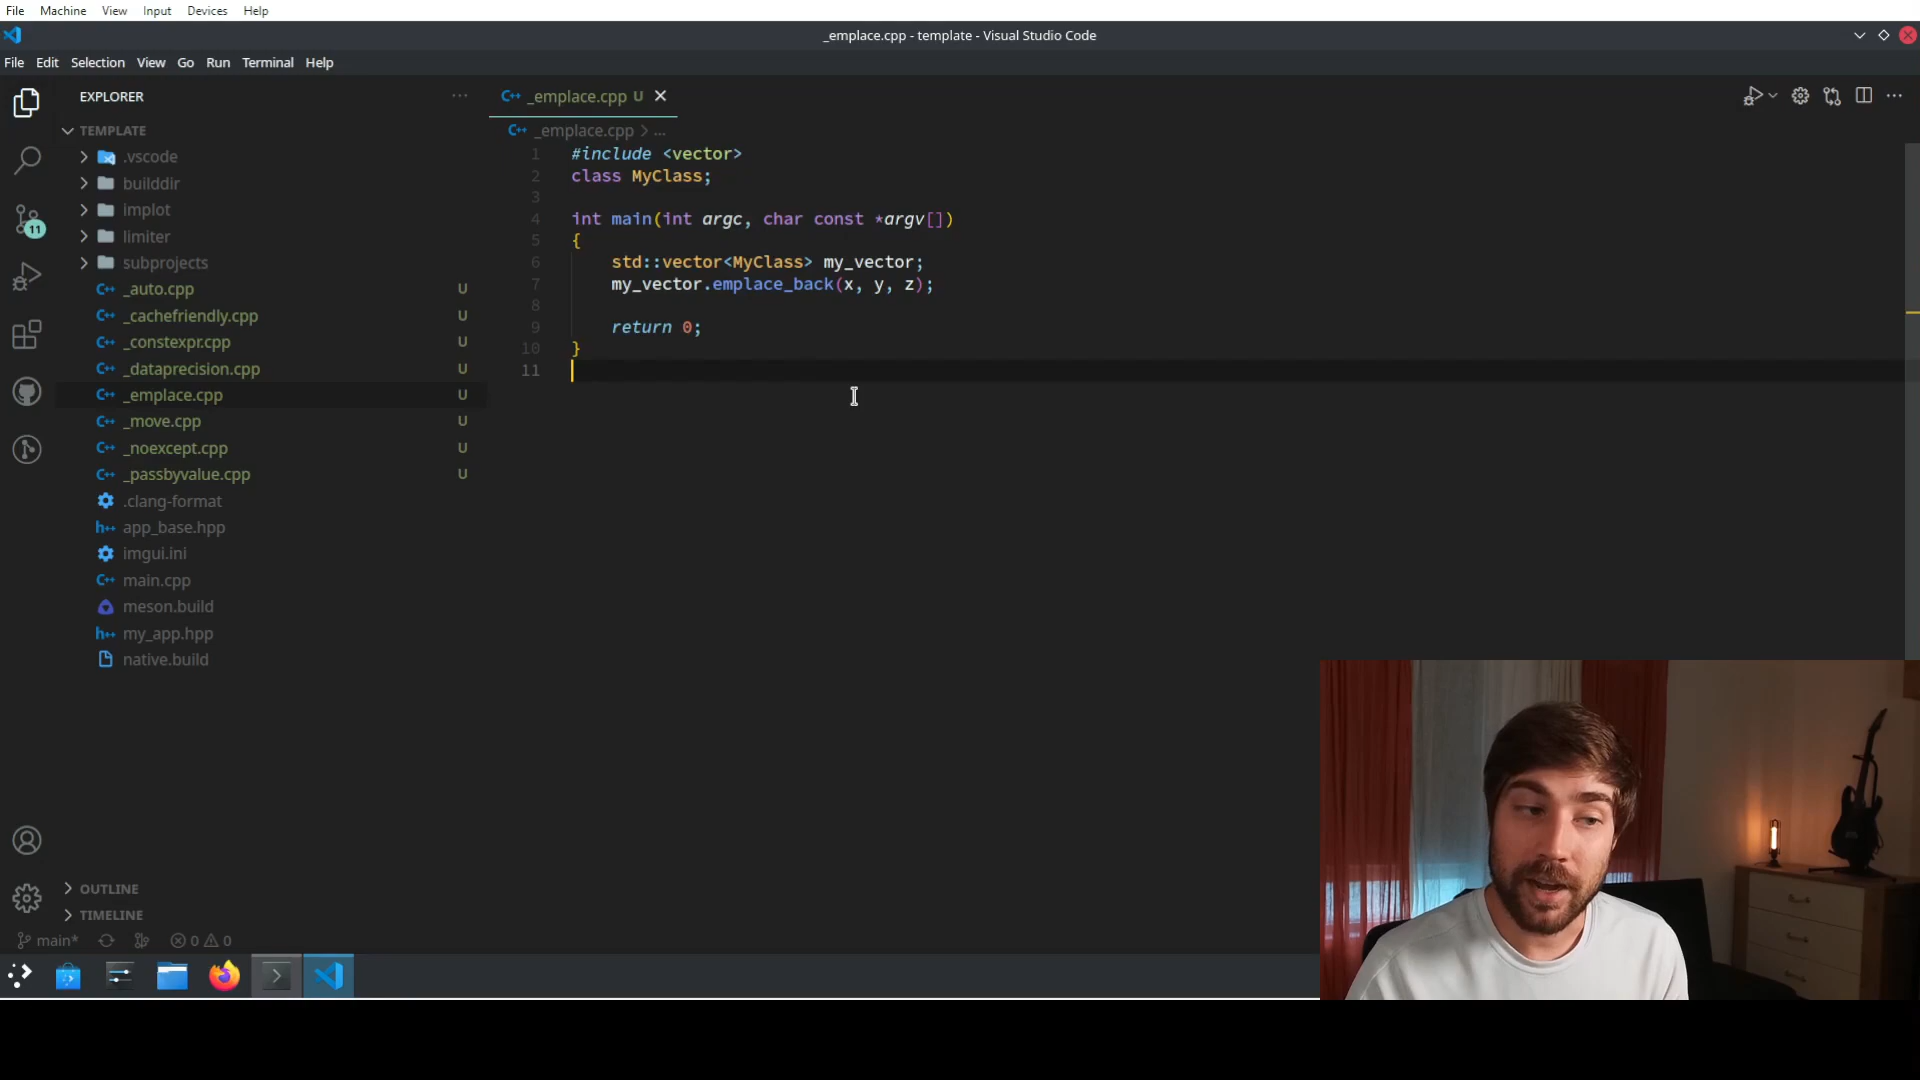 File Machine View Input Devices Help
_emplace.cpp - template - Visual Studio Code
File Edit Selection View Go Run Terminal Help
EXPLORER
TEMPLATE
.vscode
builddir
implot
limiter
subprojects
_auto.cpp U
_cachefriendly.cpp U
_constexpr.cpp U
_dataprecision.cpp U
_emplace.cpp U
_move.cpp U
_noexcept.cpp U
_passbyvalue.cpp U
.clang-format
app_base.hpp
imgui.ini
main.cpp
meson.build
my_app.hpp
native.build
OUTLINE
TIMELINE
11
_emplace.cpp U
_emplace.cpp > ...
1 #include <vector>
2 class MyClass;
3
4 int main(int argc, char const *argv[])
5 {
6 std::vector<MyClass> my_vector;
7 my_vector.emplace_back(x, y, z);
8
9 return 0;
10 }
11
main* 0 0